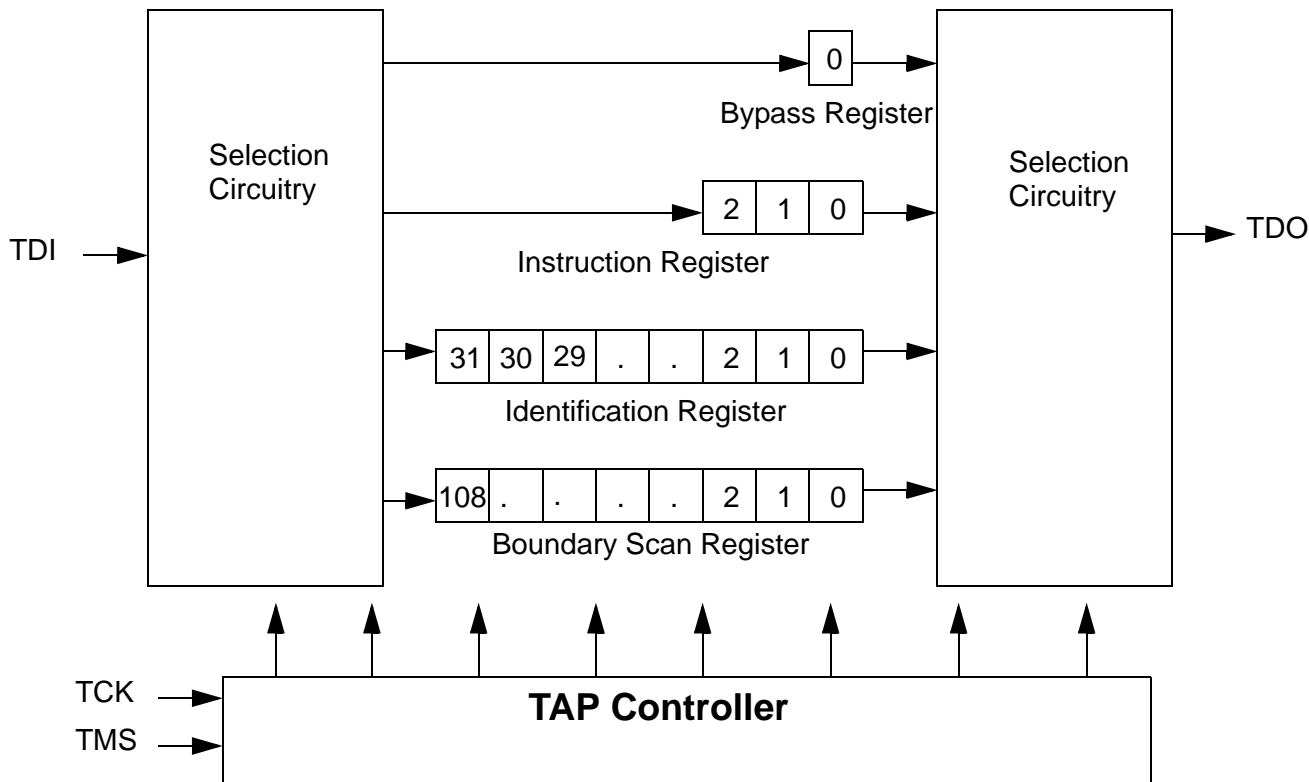 0
Bypass Register
Selection
Circuitry
Selection
Circuitry
2 1 0
TDI
TDO
Instruction Register
31 30 29 . . 2 1 0
Identification Register
108 . . . . 2 1 0
Boundary Scan Register
TCK
TAP Controller
TMS